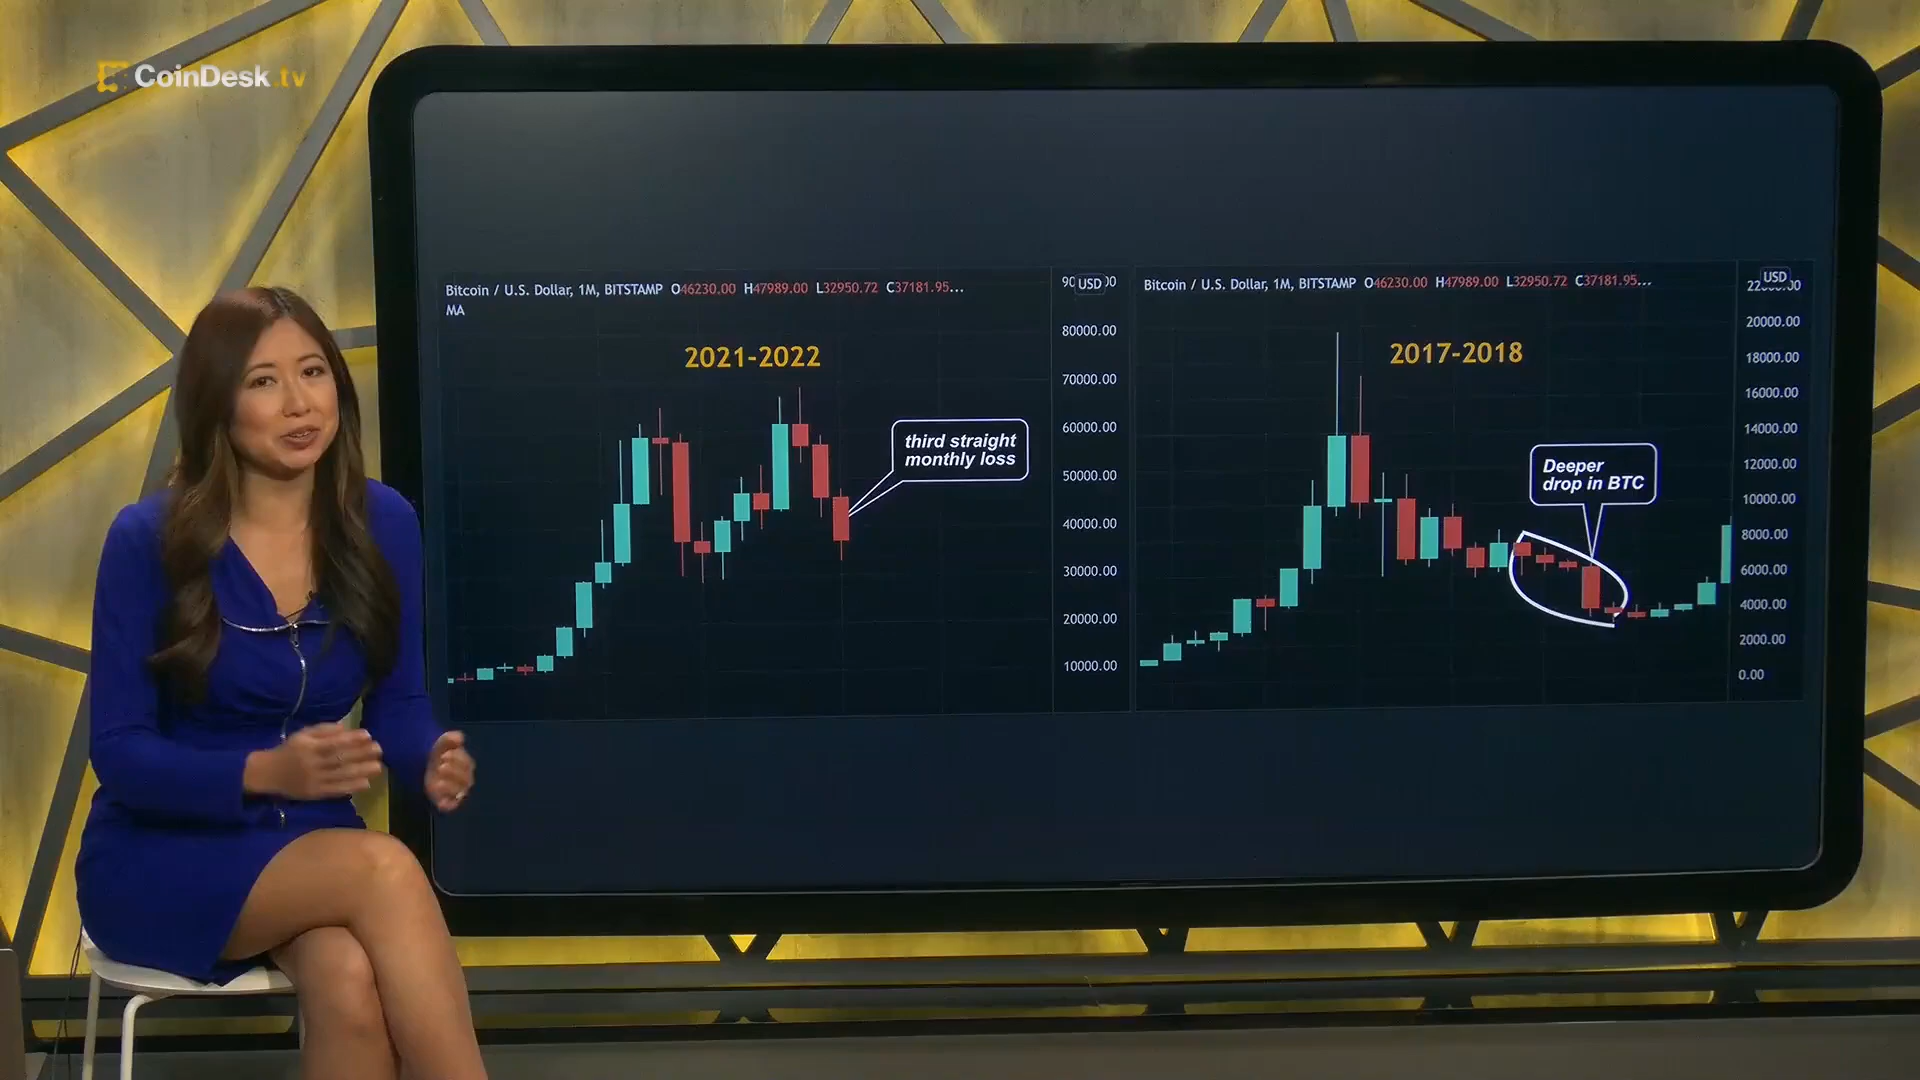 CoinDesk.tv
Bitcoin / U.S. Dollar, 1M, BITSTAMP O46230.00 H47989.00 L32950.72 C37181.95...
MA
2021-2022
third straight
monthly loss
USD
80000.00
70000.00
60000.00
50000.00
40000.00
30000.00
20000.00
10000.00
Bitcoin / U.S. Dollar, 1M, BITSTAMP O46230.00 H47989.00 L32950.72 C37181.95...
2017-2018
Deeper
drop in BTC
USD
20000.00
18000.00
16000.00
14000.00
12000.00
10000.00
8000.00
6000.00
4000.00
2000.00
0.00